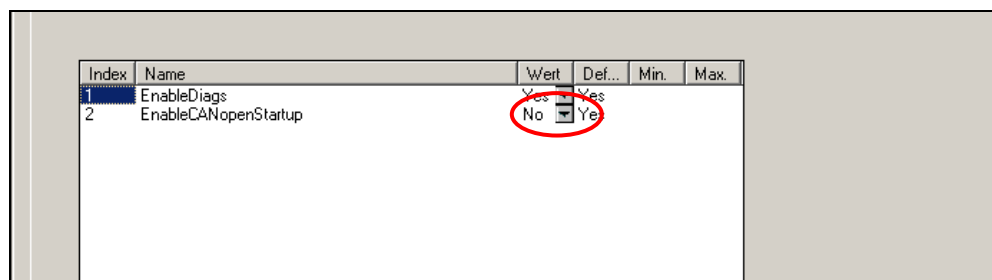 Index Name Wert Def... Min. Max.
1 EnableDiags Yes Yes
2 EnableCANopenStartup No Yes